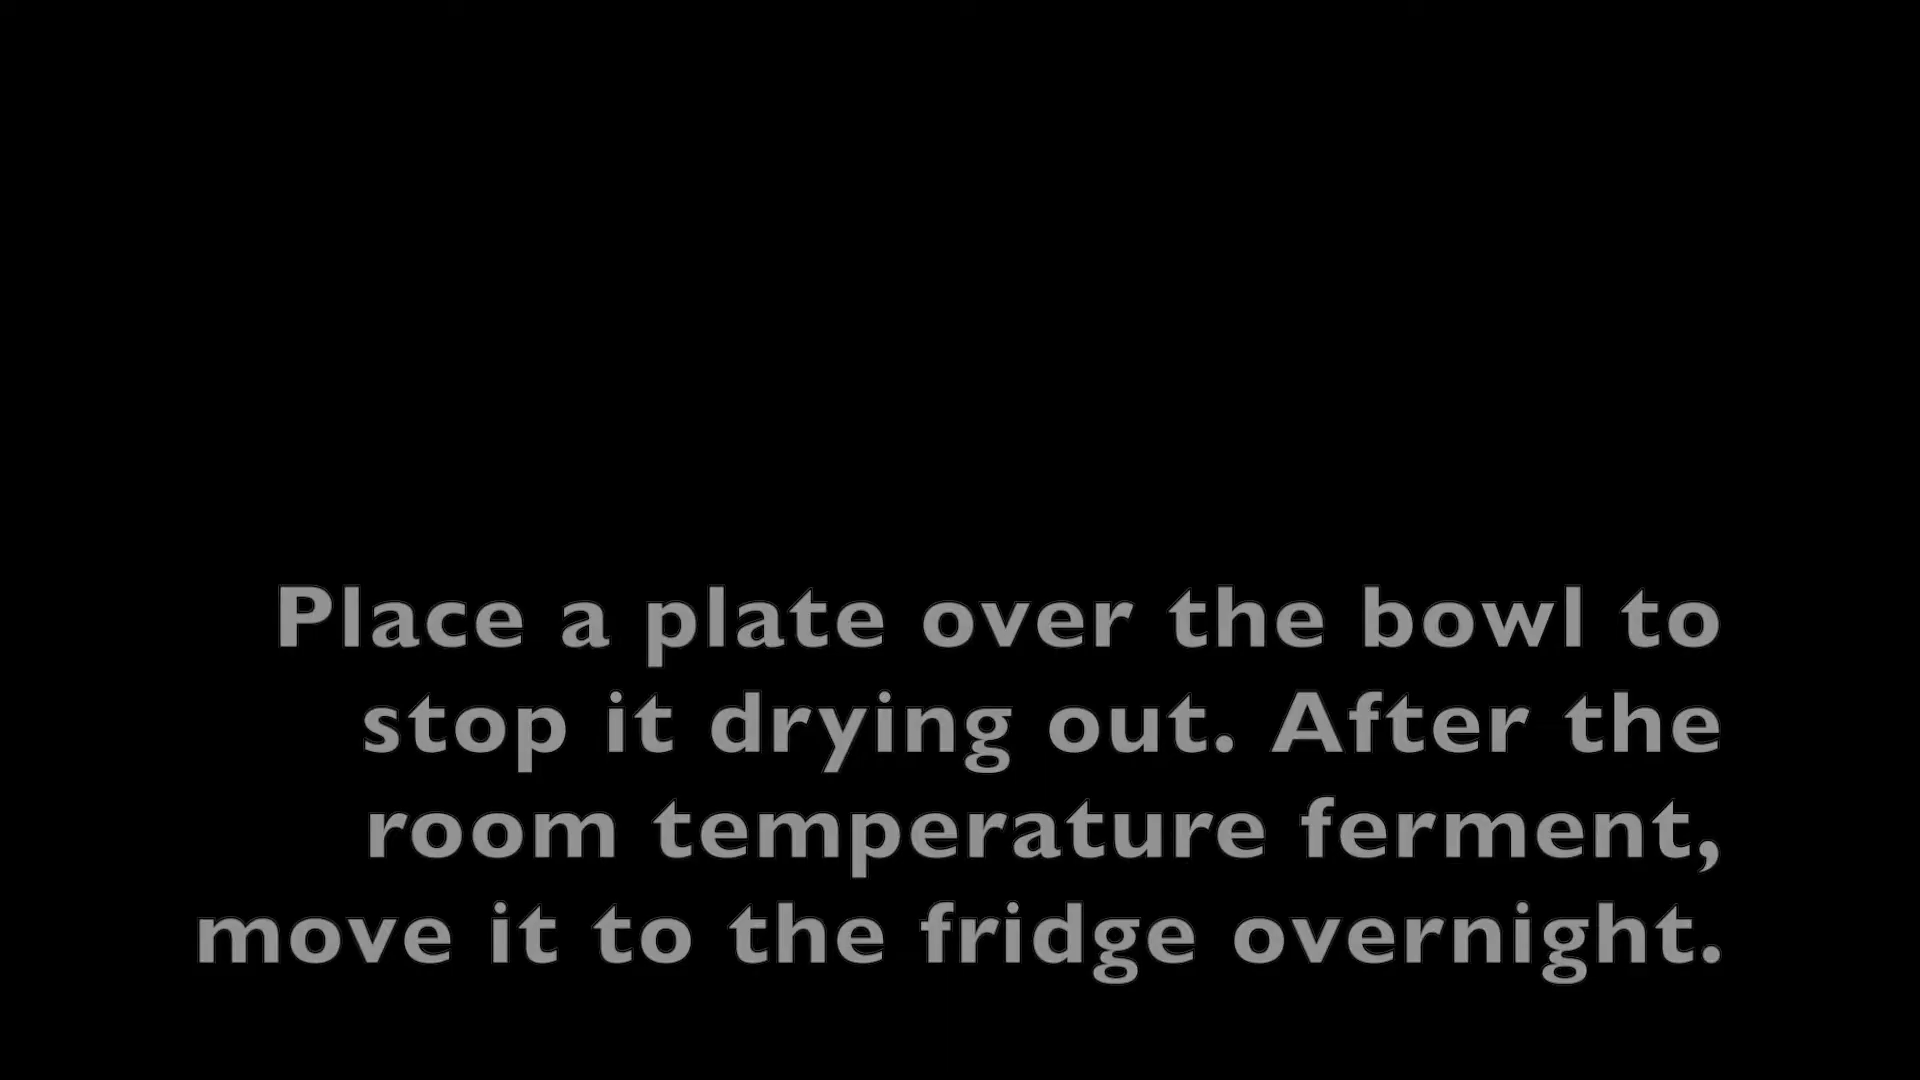 Place a plate over the bowl to
stop it drying out. After the
room temperature ferment,
move it to the fridge overnight.